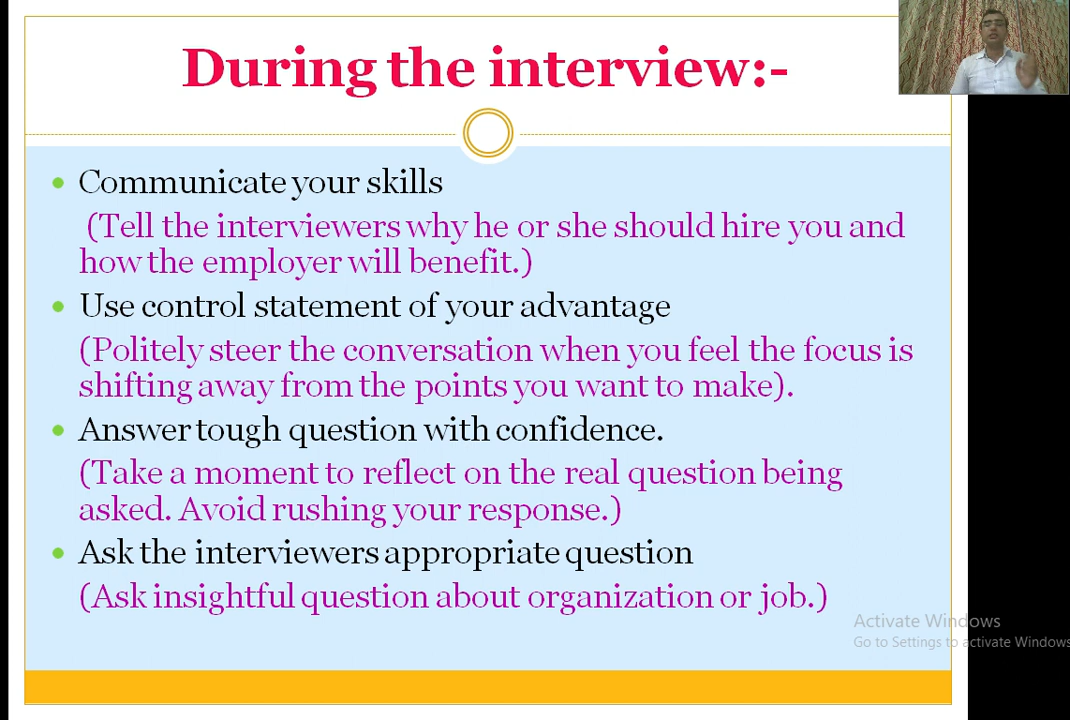 During the interview:-
Communicate your skills
(Tell the interviewers why he or she should hire you and
how the employer will benefit.)
Use control statement of your advantage
(Politely steer the conversation when you feel the focus is
shifting away from the points you want to make).
Answer tough question with confidence.
(Take a moment to reflect on the real question being
asked. Avoid rushing your response.)
Ask the interviewers appropriate question
(Ask insightful question about organization or job.)
Activate Windows
Go to Settings to activate Windows